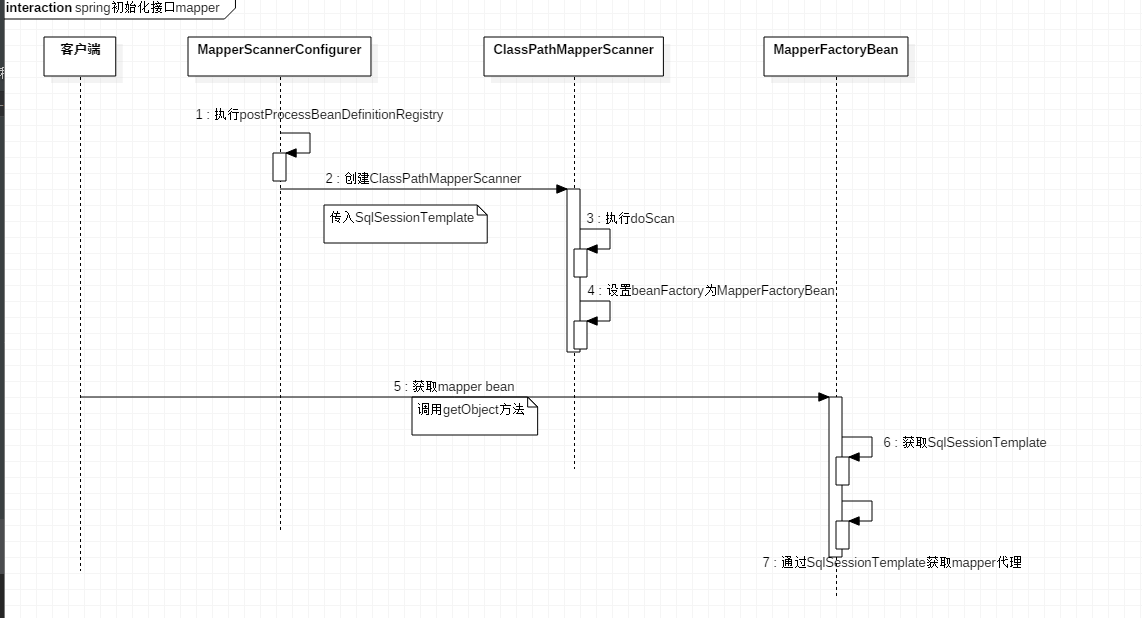 interaction spring初始化接口mapper
客户端
MapperScannerConfigurer
ClassPathMapperScanner
MapperFactoryBean
1 : 执行postProcessBeanDefinitionRegistry
2 : 创建ClassPathMapperScanner
传入SqlSessionTemplate
3 : 执行doScan
4 : 设置beanFactory为MapperFactoryBean
5 : 获取mapper bean
调用getObject方法
6 : 获取SqlSessionTemplate
7 : 通过SqlSessionTemplate获取mapper代理